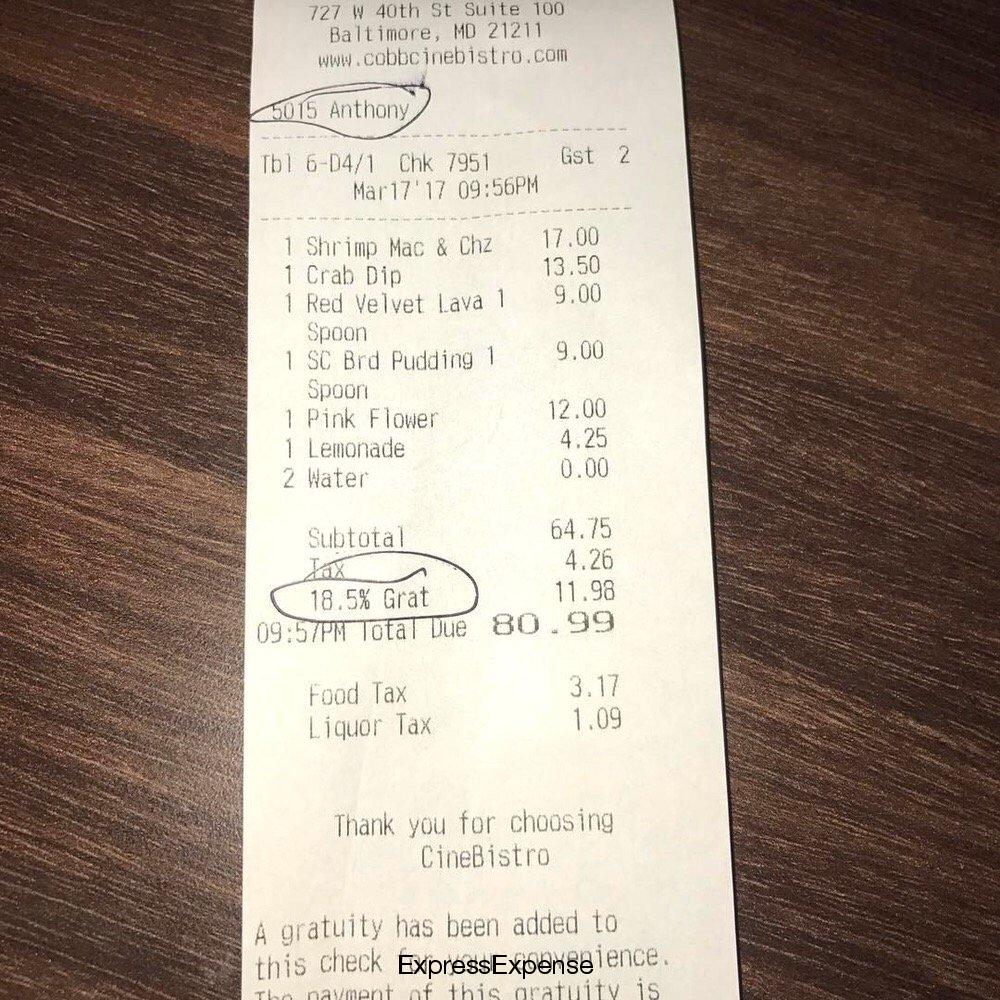 727 W 40th St Suite 100
Baltimore, MD 21211
www.cobbcinebistro.com
5015 Anthony
Tbl 6-D4/1 Chk 7951 Gst 2
Mar17'17 09:56PM
1 Shrimp Mac & Chz 17.00
1 Crab Dip 13.50
1 Red Velvet Lava 1 9.00
Spoon
1 SC Brd Pudding 1 9.00
Spoon
1 Pink Flower 12.00
1 Lemonade 4.25
2 Water 0.00
Subtotal 64.75
Tax 4.26
18.5% Grat 11.98
09:57PM Total Due 80.99
Food Tax 3.17
Liquor Tax 1.09
Thank you for choosing
CineBistro
A gratuity has been added to
this check for your convenience.
ExpressExpense
The payment of this gratuity is